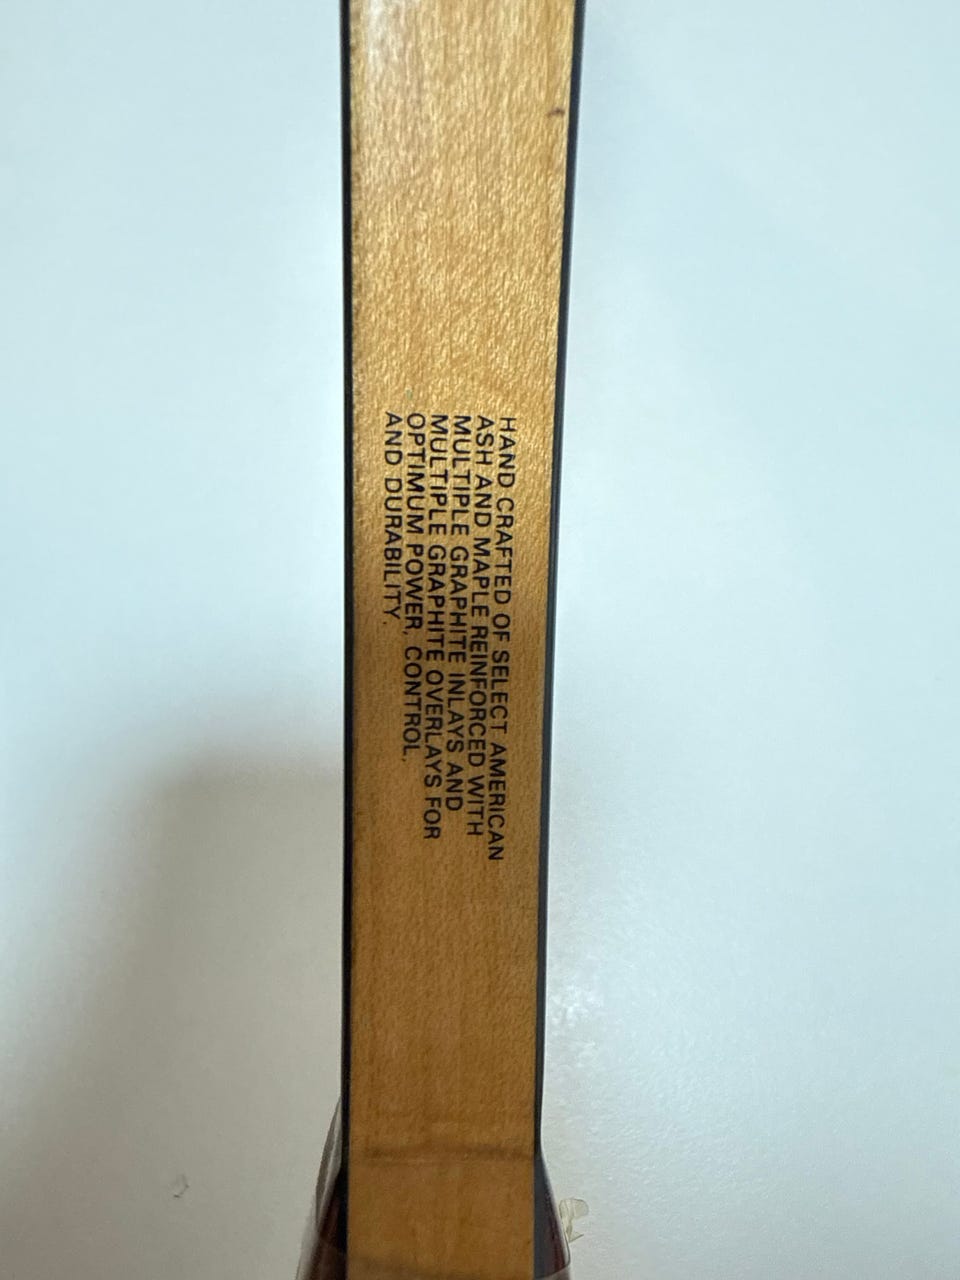 HAND CRAFTED OF SELECT AMERICAN
ASH AND MAPLE REINFORCED WITH
MULTIPLE GRAPHITE INLAYS AND
MULTIPLE GRAPHITE OVERLAYS FOR
OPTIMUM POWER, CONTROL,
AND DURABILITY.